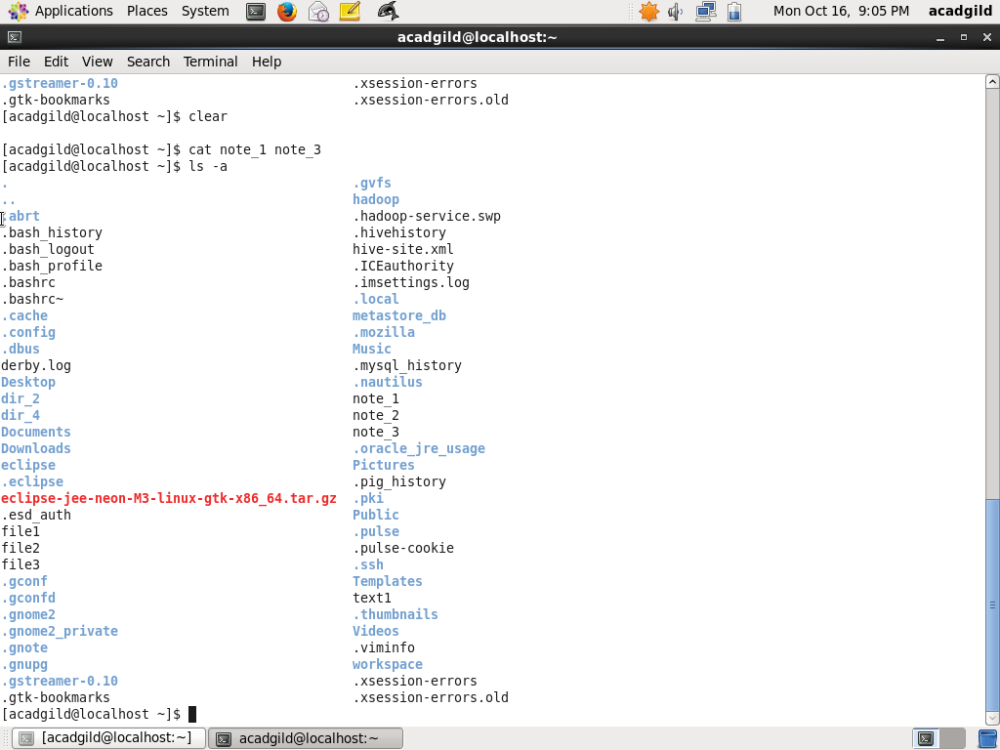 Applications Places System Mon Oct 16, 9:05 PM acadgild
acadgild@localhost:~
File Edit View Search Terminal Help
.gstreamer-0.10 .xsession-errors
.gtk-bookmarks .xsession-errors.old
[acadgild@localhost ~]$ clear
[acadgild@localhost ~]$ cat note_1 note_3
[acadgild@localhost ~]$ ls -a
. .gvfs
.. hadoop
.abrt .hadoop-service.swp
.bash_history .hivehistory
.bash_logout hive-site.xml
.bash_profile .ICEauthority
.bashrc .imsettings.log
.bashrc~ .local
.cache metastore_db
.config .mozilla
.dbus Music
derby.log .mysql_history
Desktop .nautilus
dir_2 note_1
dir_4 note_2
Documents note_3
Downloads .oracle_jre_usage
eclipse Pictures
.eclipse .pig_history
eclipse-jee-neon-M3-linux-gtk-x86_64.tar.gz .pki
.esd_auth Public
file1 .pulse
file2 .pulse-cookie
file3 .ssh
.gconf Templates
.gconfd text1
.gnome2 .thumbnails
.gnome2_private Videos
.gnote .viminfo
.gnupg workspace
.gstreamer-0.10 .xsession-errors
.gtk-bookmarks .xsession-errors.old
[acadgild@localhost ~]$
[acadgild@localhost:~] acadgild@localhost:~